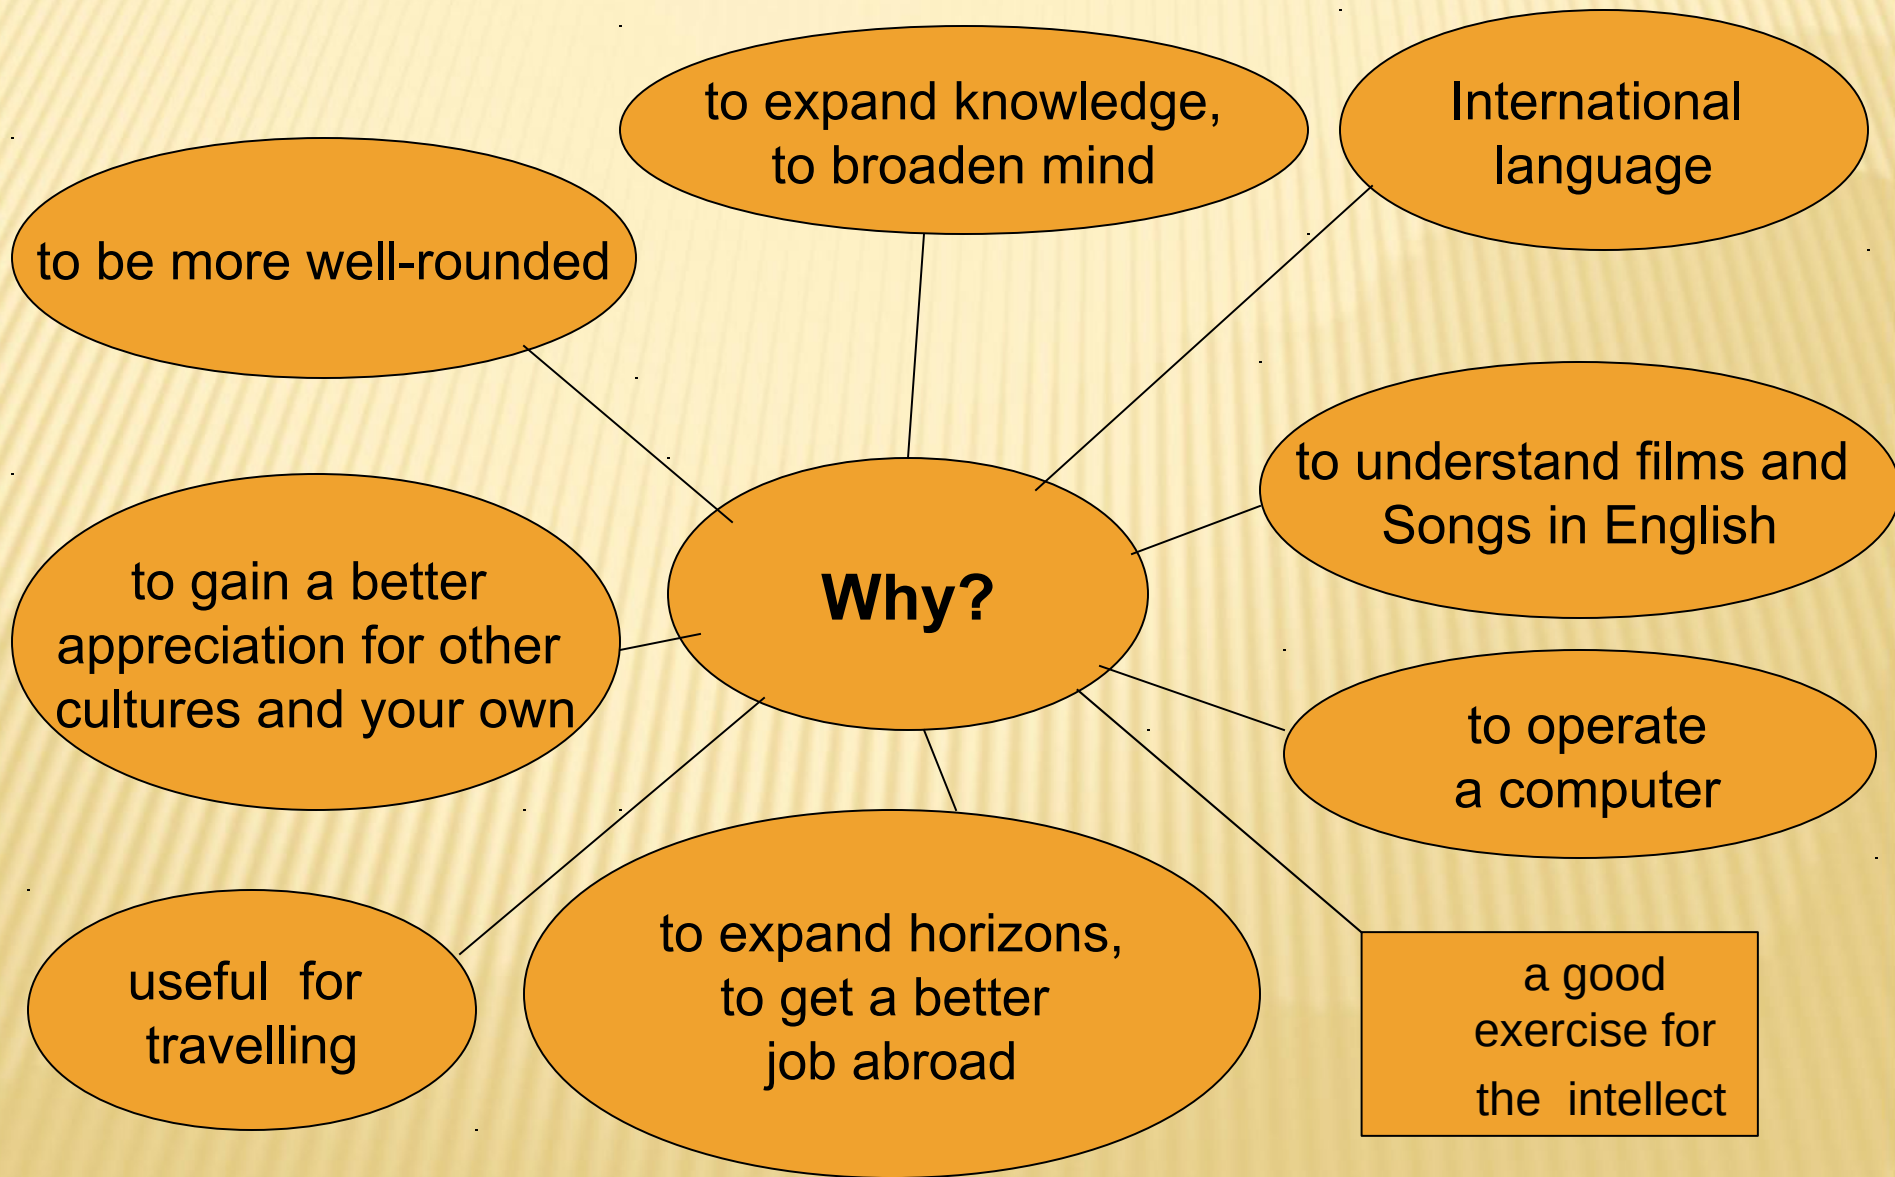 to expand knowledge,
to broaden mind
International
language
to be more well-rounded
to understand films and
Songs in English
Why?
to gain a better
appreciation for other
cultures and your own
to operate
a computer
useful  for
travelling
to expand horizons,
to get a better
job abroad
a good
exercise for
the  intellect